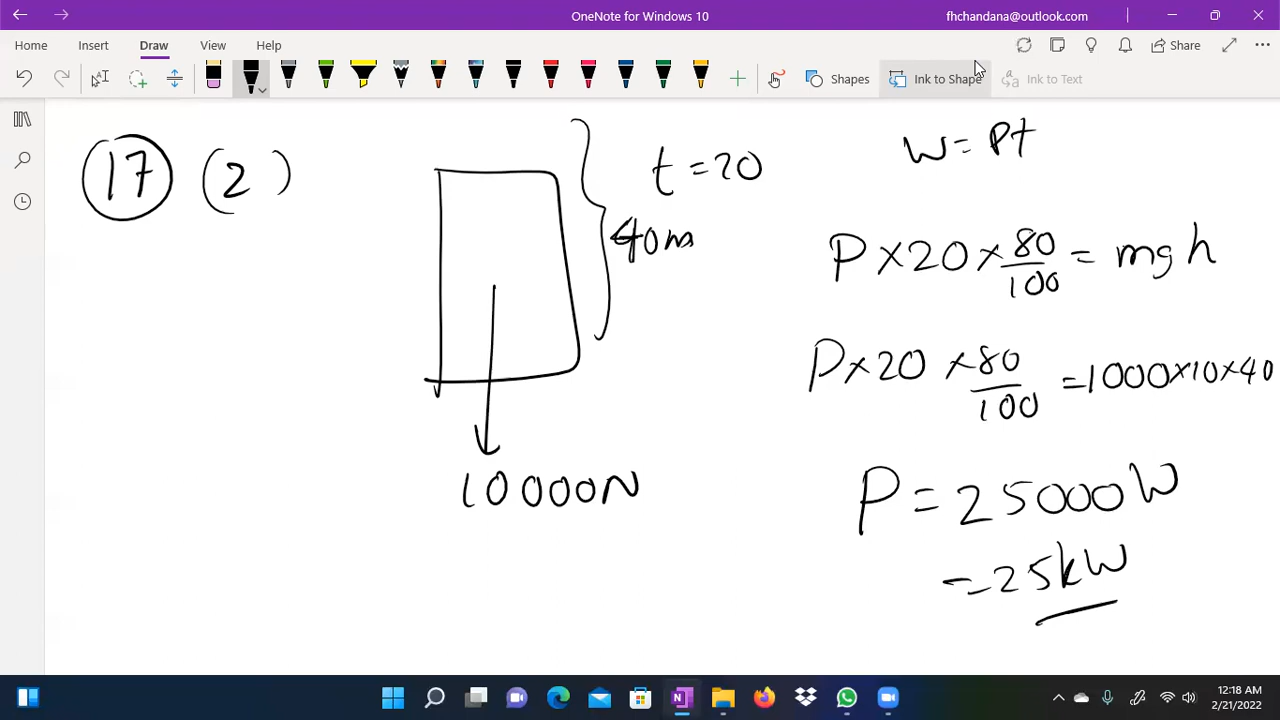 OneNote for Windows 10
fhchandana@outlook.com
Home Insert Draw View Help
Share
Shapes
Ink to Shape
Ink to Text
17 (2)
t = 20
40m
10000N
W = Pt
P × 20 × 80/100 = mgh
P × 20 × 80/100 = 1000 × 10 × 40
P = 25000W
= 25kW
12:18 AM
2/21/2022